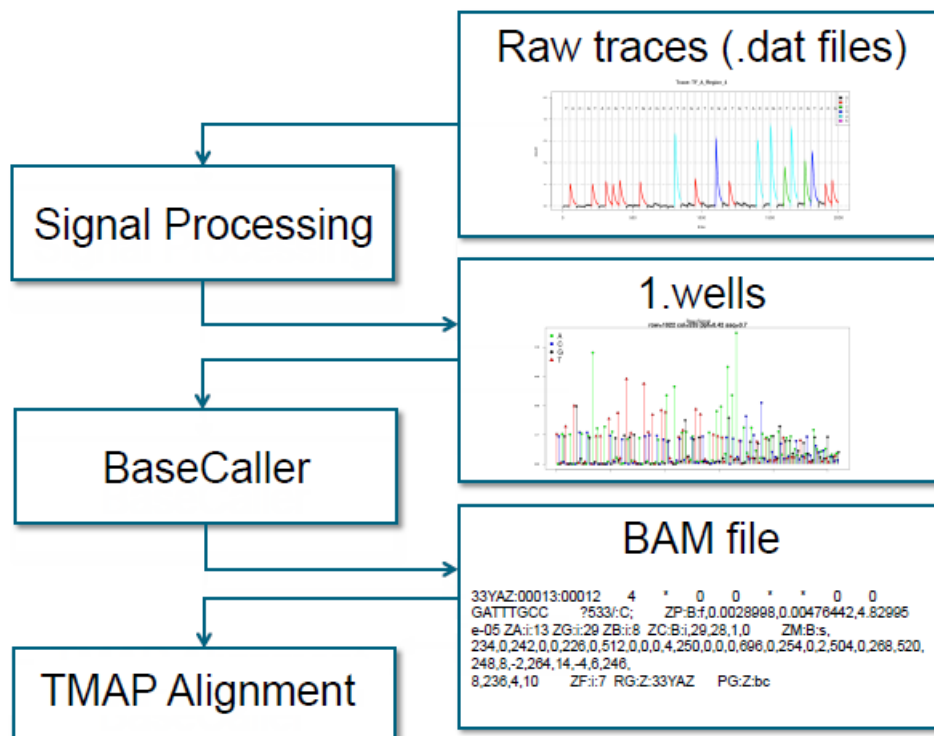 Raw traces (.dat files)
Signal Processing
1.wells
A
C
G
T
BaseCaller
BAM file
33YAZ:00013:00012 4 * 0 0 * * 0 0
GATTTGCC ?533/:C; ZP:B:f,0.0028998,0.00476442,4.82995
e-05 ZA:i:13 ZG:i:29 ZB:i:8 ZC:B:i,29,28,1,0 ZM:B:s,
234,0,242,0,0,226,0,512,0,0,0,4,250,0,0,0,696,0,254,0,2,504,0,268,520,
248,8,-2,264,14,-4,6,246,
8,236,4,10 ZF:i:7 RG:Z:33YAZ PG:Z:bc
TMAP Alignment